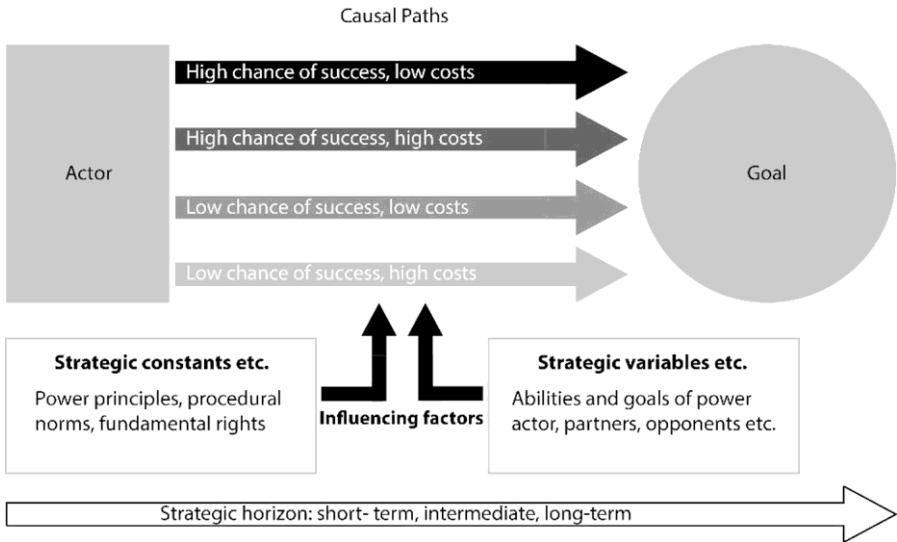 Causal Paths
Actor
High chance of success, low costs
High chance of success, high costs
Low chance of success, low costs
Low chance of success, high costs
Goal
Strategic constants etc.
Power principles, procedural
norms, fundamental rights
Influencing factors
Strategic variables etc.
Abilities and goals of power
actor, partners, opponents etc.
Strategic horizon: short- term, intermediate, long-term